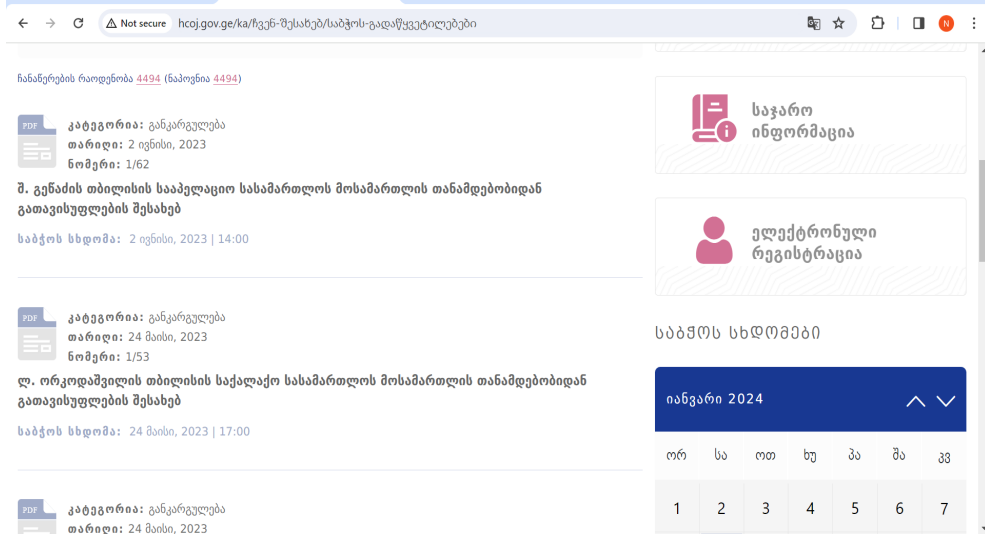 Not secure
hcoj.gov.ge/ka/ჩვენ-შესახებ/საბჭოს-გადაწყვეტილებები
N
ჩანაწერების რაოდენობა 4494 (ნაპოვნია 4494)
PDF
კატეგორია: განკარგულება
თარიღი: 2 ივნისი, 2023
ნომერი: 1/62
შ. გეწაძის თბილისის სააპელაციო სასამართლოს მოსამართლის თანამდებობიდან
გათავისუფლების შესახებ
საბჭოს სხდომა: 2 ივნისი, 2023 | 14:00
PDF
კატეგორია: განკარგულება
თარიღი: 24 მაისი, 2023
ნომერი: 1/53
ლ. ორკოდაშვილის თბილისის საქალაქო სასამართლოს მოსამართლის თანამდებობიდან
გათავისუფლების შესახებ
საბჭოს სხდომა: 24 მაისი, 2023 | 17:00
PDF
კატეგორია: განკარგულება
თარიღი: 24 მაისი, 2023
საჯარო
ინფორმაცია
ელექტრონული
რეგისტრაცია
საბჭოს სხდომები
იანვარი 2024
ორ სა ოთ ხუ პა შა კვ
1 2 3 4 5 6 7